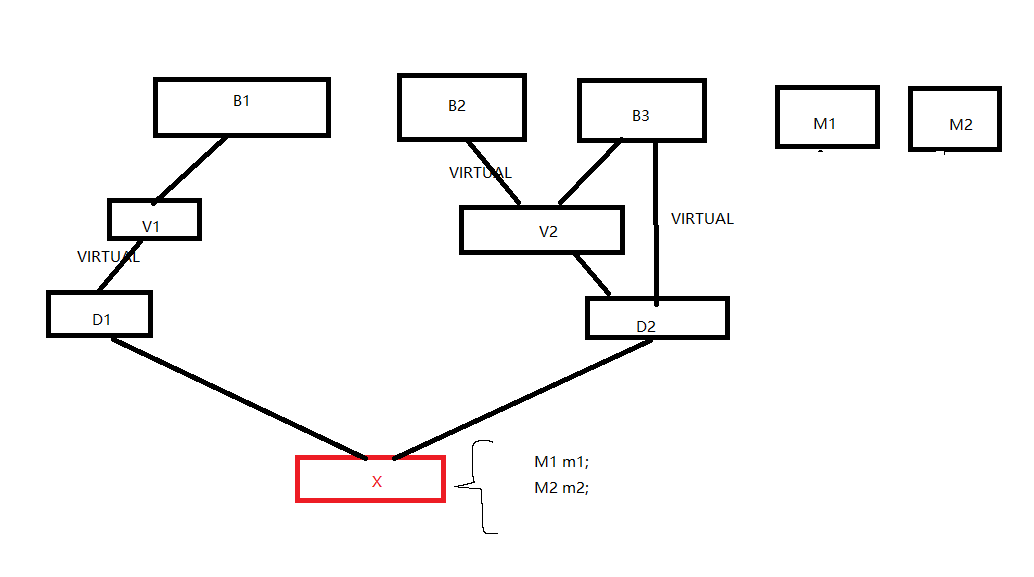 B1
B2
B3
M1
M2
VIRTUAL
V1
V2
VIRTUAL
VIRTUAL
D1
D2
X
M1 m1;
M2 m2;